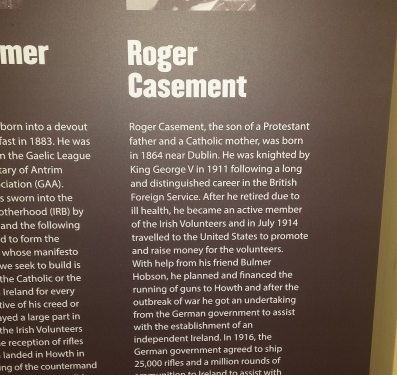 mer
born into a devout
fast in 1883. He was
n the Gaelic League
tary of Antrim
ciation (GAA).
s sworn into the
otherhood (IRB) by
and the following
d to form the
whose manifesto
we seek to build is
the Catholic or the
Ireland for every
tive of his creed or
ayed a large part in
the Irish Volunteers
e reception of rifles
landed in Howth in
ng of the countermand
Roger
Casement
Roger Casement, the son of a Protestant
father and a Catholic mother, was born
in 1864 near Dublin. He was knighted by
King George V in 1911 following a long
and distinguished career in the British
Foreign Service. After he retired due to
ill health, he became an active member
of the Irish Volunteers and in July 1914
travelled to the United States to promote
and raise money for the volunteers.
With help from his friend Bulmer
Hobson, he planned and financed the
running of guns to Howth and after the
outbreak of war he got an undertaking
from the German government to assist
with the establishment of an
independent Ireland. In 1916, the
German government agreed to ship
25,000 rifles and a million rounds of
ammunition to Ireland to assist with